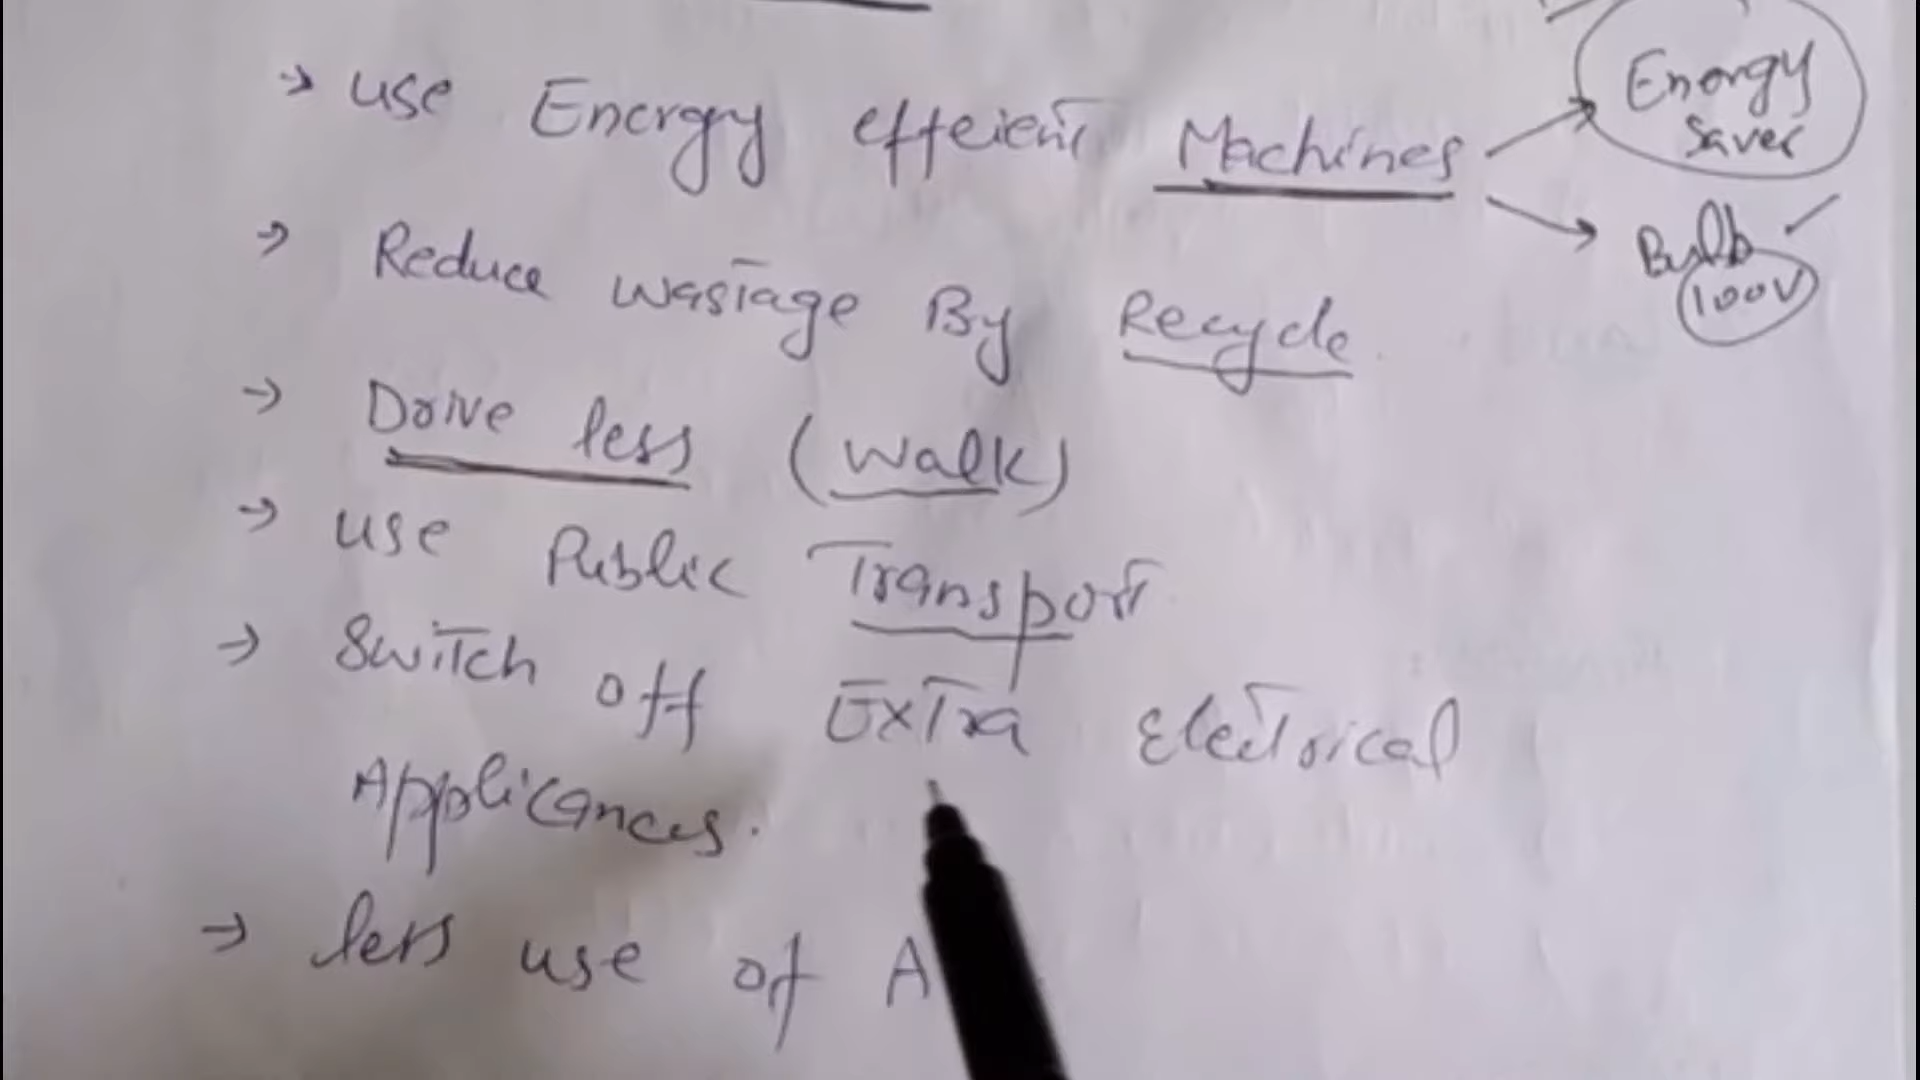 → use Energy effeient Machines → Energy Saver
→ Bulb 100V
→ Reduce wastage By Recycle.
→ Drive less (walk)
→ use Public Transport
→ Switch off Extra Electrical
Applicances.
→ less use of A